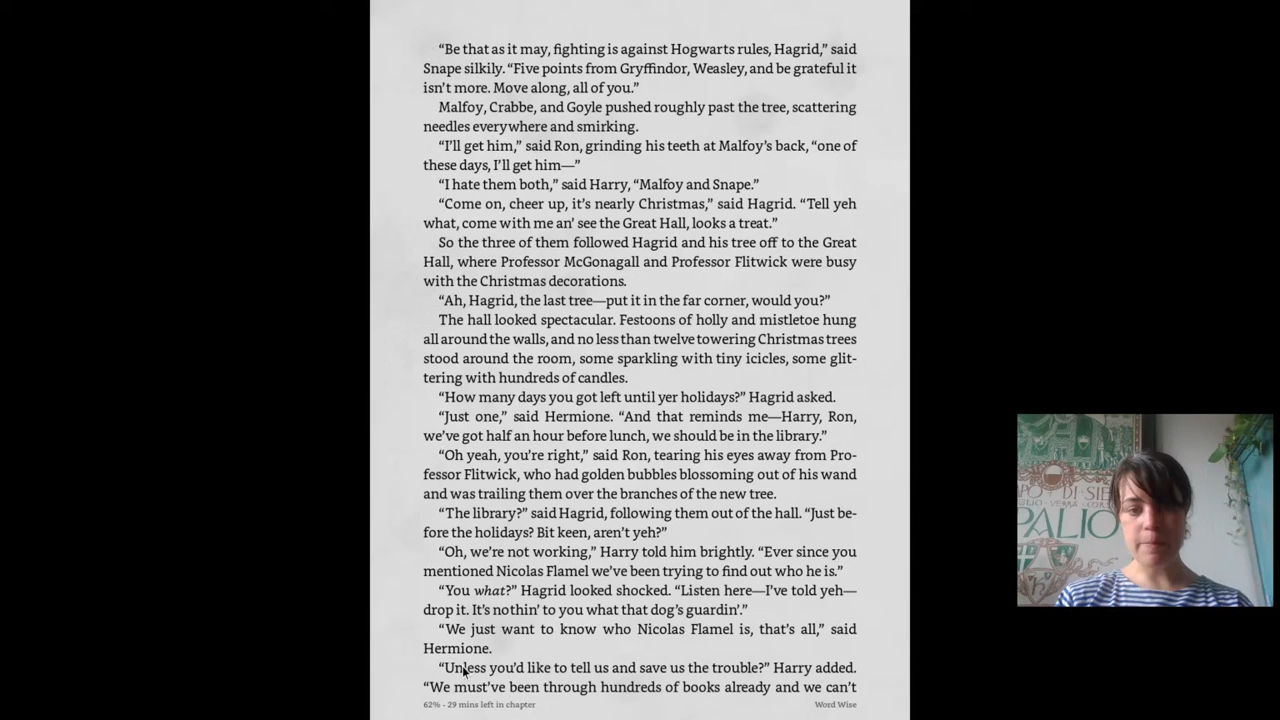 “Be that as it may, fighting is against Hogwarts rules, Hagrid,” said
Snape silkily. “Five points from Gryffindor, Weasley, and be grateful it
isn’t more. Move along, all of you.”
Malfoy, Crabbe, and Goyle pushed roughly past the tree, scattering
needles everywhere and smirking.
“I’ll get him,” said Ron, grinding his teeth at Malfoy’s back, “one of
these days, I’ll get him—”
“I hate them both,” said Harry, “Malfoy and Snape.”
“Come on, cheer up, it’s nearly Christmas,” said Hagrid. “Tell yeh
what, come with me an’ see the Great Hall, looks a treat.”
So the three of them followed Hagrid and his tree off to the Great
Hall, where Professor McGonagall and Professor Flitwick were busy
with the Christmas decorations.
“Ah, Hagrid, the last tree—put it in the far corner, would you?”
The hall looked spectacular. Festoons of holly and mistletoe hung
all around the walls, and no less than twelve towering Christmas trees
stood around the room, some sparkling with tiny icicles, some glit-
tering with hundreds of candles.
“How many days you got left until yer holidays?” Hagrid asked.
“Just one,” said Hermione. “And that reminds me—Harry, Ron,
we’ve got half an hour before lunch, we should be in the library.”
“Oh yeah, you’re right,” said Ron, tearing his eyes away from Pro-
fessor Flitwick, who had golden bubbles blossoming out of his wand
and was trailing them over the branches of the new tree.
“The library?” said Hagrid, following them out of the hall. “Just be-
fore the holidays? Bit keen, aren’t yeh?”
“Oh, we’re not working,” Harry told him brightly. “Ever since you
mentioned Nicolas Flamel we’ve been trying to find out who he is.”
“You what?” Hagrid looked shocked. “Listen here—I’ve told yeh—
drop it. It’s nothin’ to you what that dog’s guardin’.”
“We just want to know who Nicolas Flamel is, that’s all,” said
Hermione.
“Unless you’d like to tell us and save us the trouble?” Harry added.
“We must’ve been through hundreds of books already and we can’t
62% - 29 mins left in chapter
Word Wise
DI SIE
PALIO